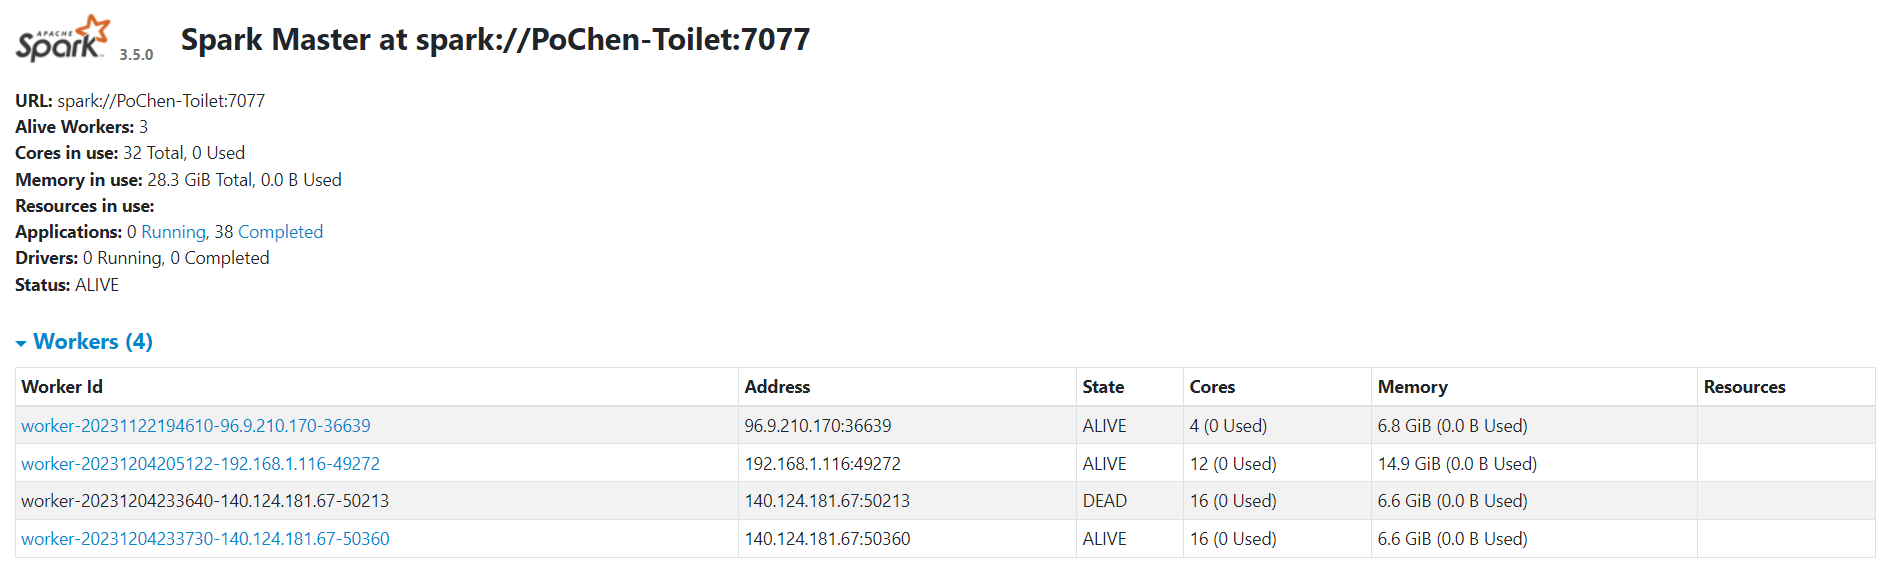 APACHE Spark 3.5.0 Spark Master at spark://PoChen-Toilet:7077
URL: spark://PoChen-Toilet:7077
Alive Workers: 3
Cores in use: 32 Total, 0 Used
Memory in use: 28.3 GiB Total, 0.0 B Used
Resources in use:
Applications: 0 Running, 38 Completed
Drivers: 0 Running, 0 Completed
Status: ALIVE
Workers (4)
Worker Id Address State Cores Memory Resources
worker-20231122194610-96.9.210.170-36639 96.9.210.170:36639 ALIVE 4 (0 Used) 6.8 GiB (0.0 B Used)
worker-20231204205122-192.168.1.116-49272 192.168.1.116:49272 ALIVE 12 (0 Used) 14.9 GiB (0.0 B Used)
worker-20231204233640-140.124.181.67-50213 140.124.181.67:50213 DEAD 16 (0 Used) 6.6 GiB (0.0 B Used)
worker-20231204233730-140.124.181.67-50360 140.124.181.67:50360 ALIVE 16 (0 Used) 6.6 GiB (0.0 B Used)